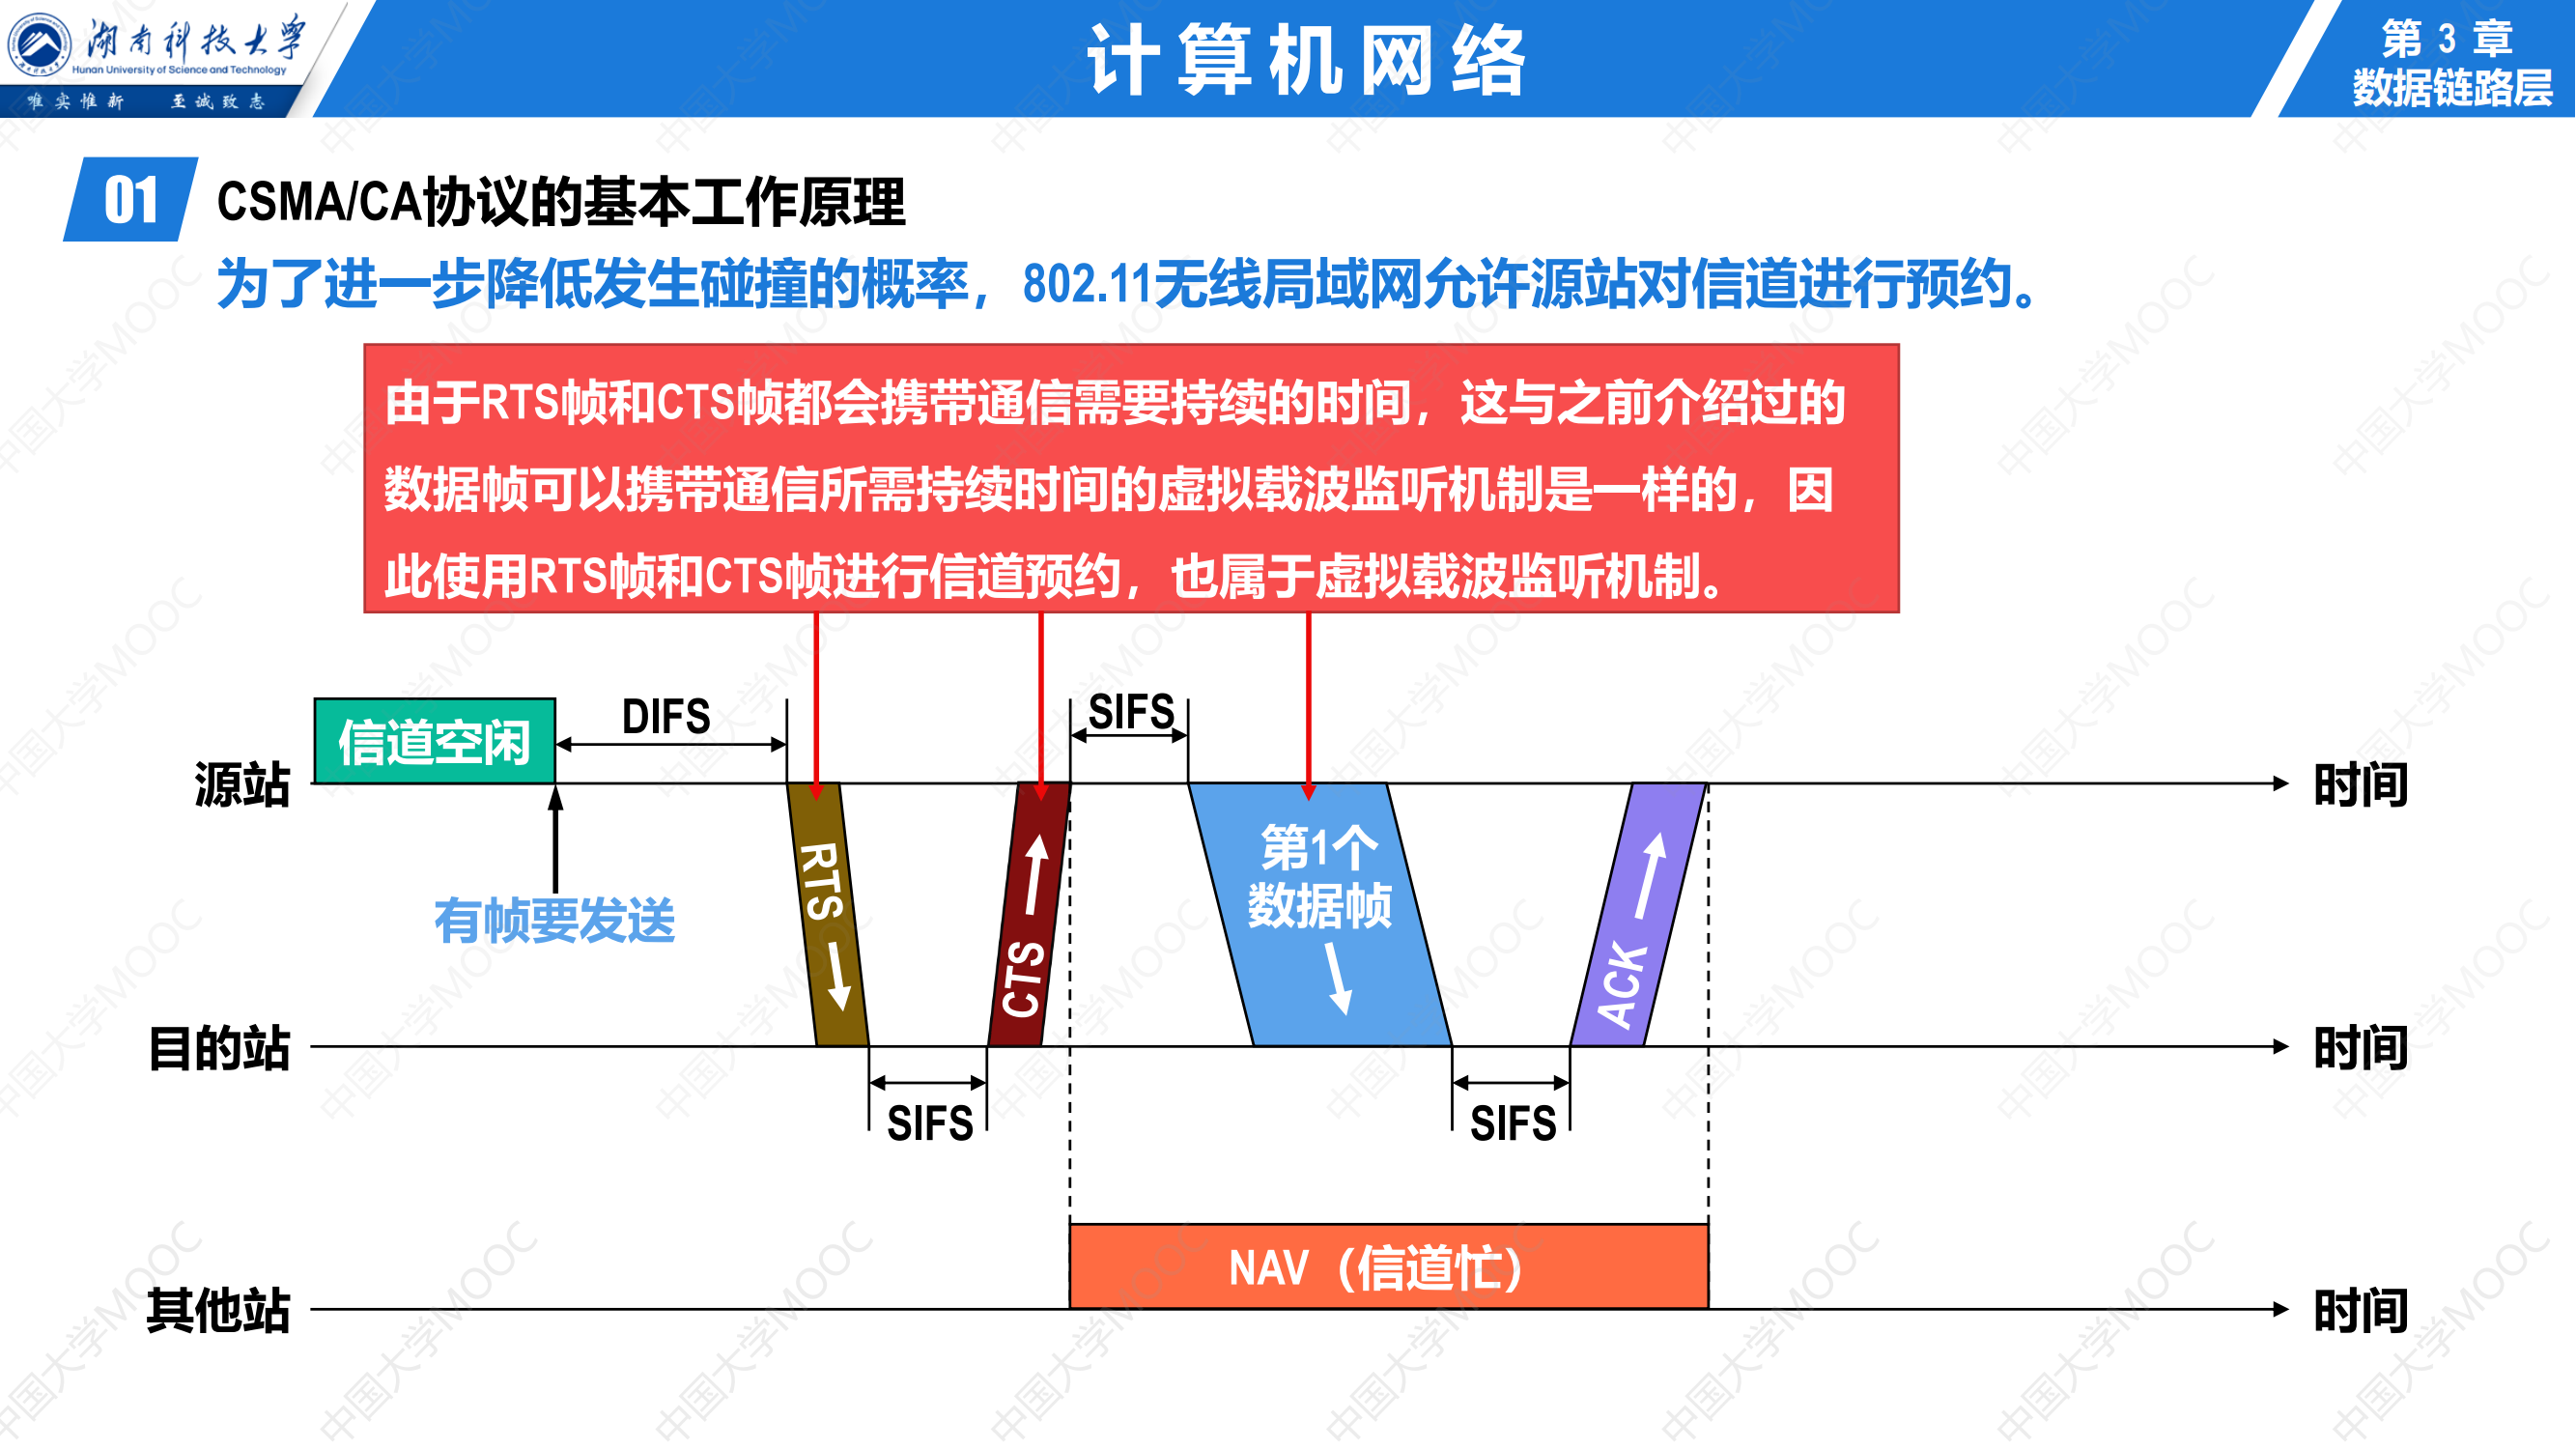 湖南科技大学
Hunan University of Science and Technology
唯实惟新 至诚致志
计算机网络
第 3 章
数据链路层
01
CSMA/CA协议的基本工作原理
为了进一步降低发生碰撞的概率，802.11无线局域网允许源站对信道进行预约。
由于RTS帧和CTS帧都会携带通信需要持续的时间，这与之前介绍过的
数据帧可以携带通信所需持续时间的虚拟载波监听机制是一样的，因
此使用RTS帧和CTS帧进行信道预约，也属于虚拟载波监听机制。
信道空闲
DIFS
SIFS
源站
时间
有帧要发送
RTS
CTS
第1个
数据帧
ACK
目的站
时间
SIFS
SIFS
NAV（信道忙）
其他站
时间
中国大学MOOC